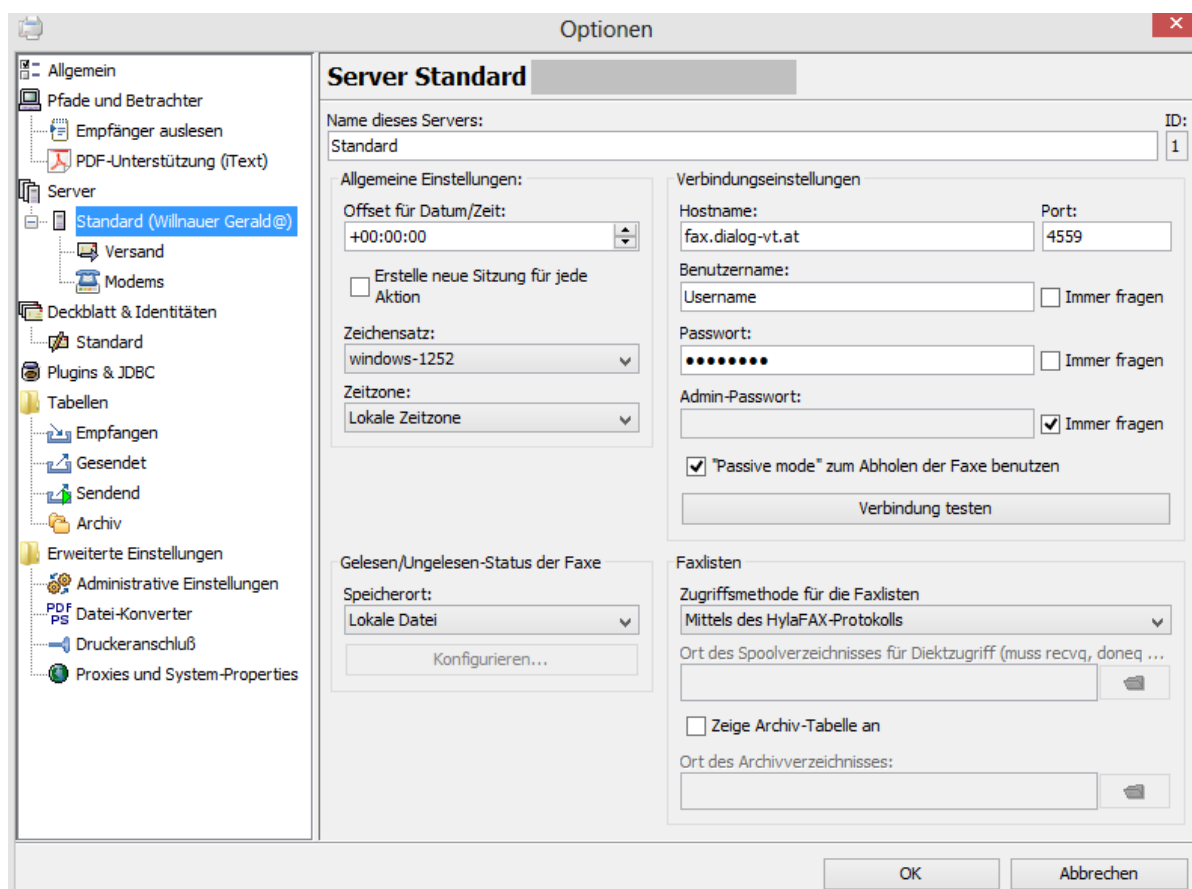 Optionen
Allgemein
Pfade und Betrachter
Empfänger auslesen
PDF-Unterstützung (iText)
Server
Standard (Willnauer Gerald@)
Versand
Modems
Deckblatt & Identitäten
Standard
Plugins & JDBC
Tabellen
Empfangen
Gesendet
Sendend
Archiv
Erweiterte Einstellungen
Administrative Einstellungen
PDF
PS
Datei-Konverter
Druckeranschluß
Proxies und System-Properties
Server Standard
Name dieses Servers:
ID:
Standard
1
Allgemeine Einstellungen:
Offset für Datum/Zeit:
+00:00:00
Erstelle neue Sitzung für jede
Aktion
Zeichensatz:
windows-1252
Zeitzone:
Lokale Zeitzone
Verbindungseinstellungen
Hostname:
Port:
fax.dialog-vt.at
4559
Benutzername:
Username
Immer fragen
Passwort:
●●●●●●●●
Immer fragen
Admin-Passwort:
Immer fragen
"Passive mode" zum Abholen der Faxe benutzen
Verbindung testen
Gelesen/Ungelesen-Status der Faxe
Speicherort:
Lokale Datei
Konfigurieren...
Faxlisten
Zugriffsmethode für die Faxlisten
Mittels des HylaFAX-Protokolls
Ort des Spoolverzeichnisses für Diektzugriff (muss recvq, doneq ...
Zeige Archiv-Tabelle an
Ort des Archivverzeichnisses:
OK
Abbrechen